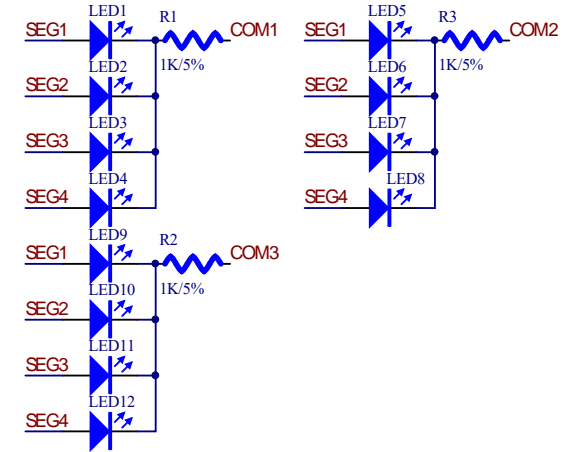 LED1
R1
SEG1
COM1
LED2
1K/5%
SEG2
LED3
SEG3
LED4
SEG4
LED9
R2
SEG1
COM3
LED10
1K/5%
SEG2
LED11
SEG3
LED12
SEG4
LED5
R3
SEG1
COM2
LED6
1K/5%
SEG2
LED7
SEG3
LED8
SEG4